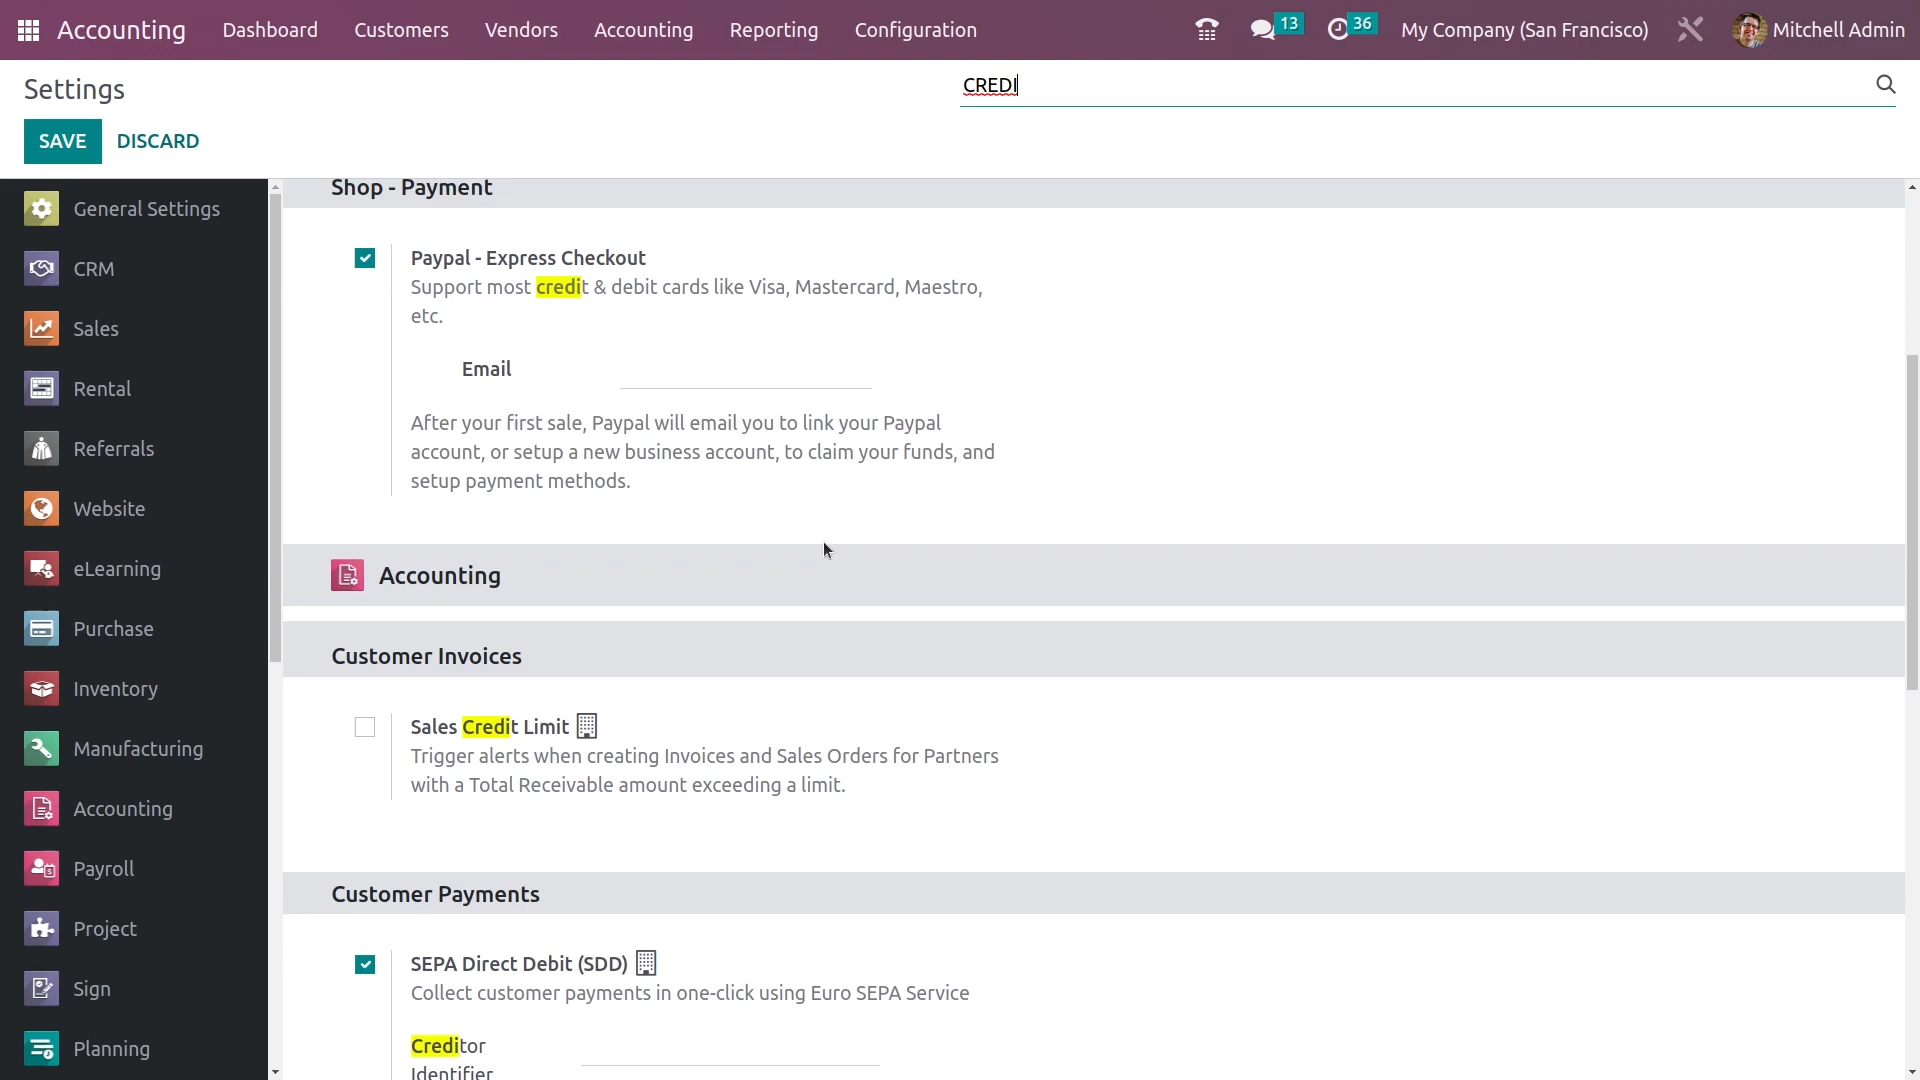 Accounting Dashboard Customers Vendors Accounting Reporting Configuration 13 36 My Company (San Francisco) Mitchell Admin
Settings
CREDI
SAVE DISCARD
General Settings
CRM
Sales
Rental
Referrals
Website
eLearning
Purchase
Inventory
Manufacturing
Accounting
Payroll
Project
Sign
Planning
Shop - Payment
Paypal - Express Checkout
Support most credit & debit cards like Visa, Mastercard, Maestro,
etc.
Email
After your first sale, Paypal will email you to link your Paypal
account, or setup a new business account, to claim your funds, and
setup payment methods.
Accounting
Customer Invoices
Sales Credit Limit
Trigger alerts when creating Invoices and Sales Orders for Partners
with a Total Receivable amount exceeding a limit.
Customer Payments
SEPA Direct Debit (SDD)
Collect customer payments in one-click using Euro SEPA Service
Creditor
Identifier